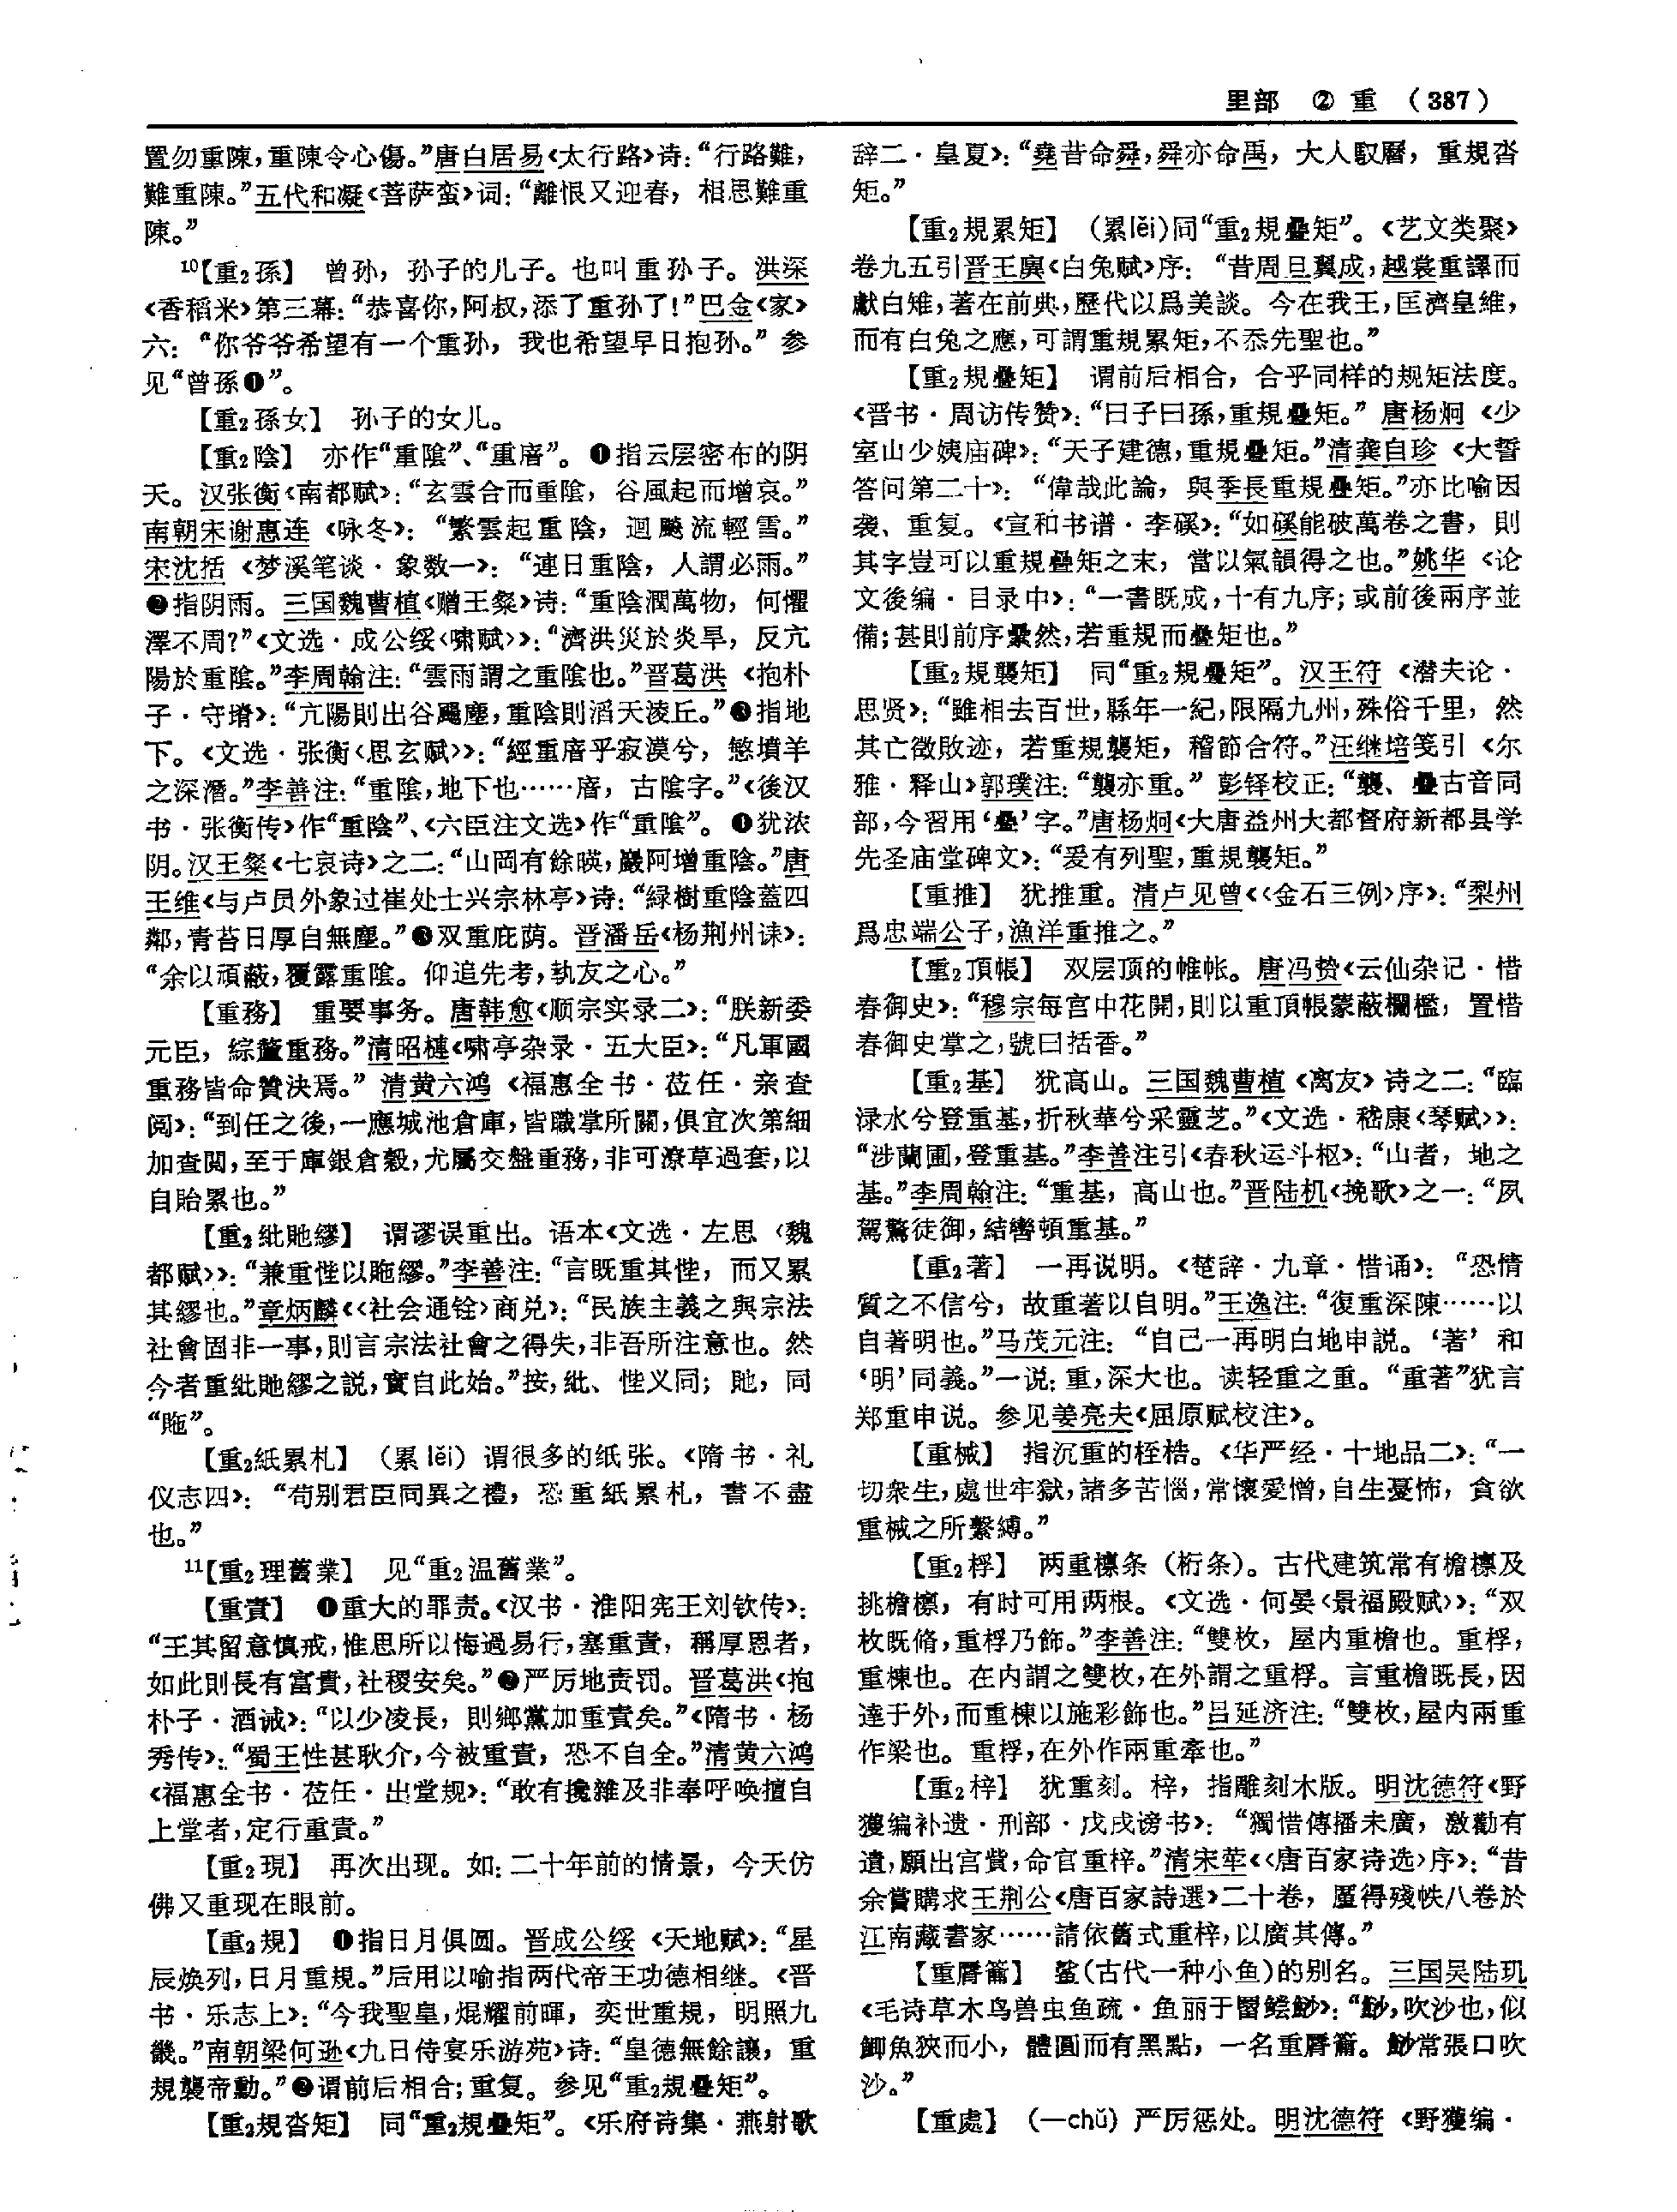 里部　②　重　（387）
置勿重陳，重陳令心傷。”唐白居易《太行路》诗：“行路難，
難重陳。”五代和凝《菩萨蛮》词：“離恨又迎春，相思難重
陳。”
10【重₂孫】　曾孙，孙子的儿子。也叫重孙子。洪深
《香稻米》第三幕：“恭喜你，阿叔，添了重孙了！”巴金《家》
六：“你爷爷希望有一个重孙，我也希望早日抱孙。”参
见“曾孫❶”。
【重₂孫女】　孙子的女儿。
【重₂陰】　亦作“重隂”、“重廕”。❶指云层密布的阴
天。汉张衡《南都赋》：“玄雲合而重陰，谷風起而增哀。”
南朝宋谢惠连《咏冬》：“繁雲起重陰，迴飈流輕雪。”
宋沈括《梦溪笔谈·象数一》：“連日重陰，人謂必雨。”
❷指阴雨。三国魏曹植《赠王粲》诗：“重陰潤萬物，何懼
澤不周？”《文选·成公绥〈啸赋〉》：“濟洪災於炎旱，反亢
陽於重隂。”李周翰注：“雲雨謂之重隂也。”晋葛洪《抱朴
子·守塉》：“亢陽則出谷颺塵，重陰則滔天淩丘。”❸指地
下。《文选·张衡〈思玄赋〉》：“經重廕乎寂漠兮，愍墳羊
之深潛。”李善注：“重隂，地下也……廕，古隂字。”《後汉
书·张衡传》作“重陰”、《六臣注文选》作“重隂”。❹犹浓
阴。汉王粲《七哀诗》之二：“山岡有餘暎，巖阿增重陰。”唐
王维《与卢员外象过崔处士兴宗林亭》诗：“緑樹重陰蓋四
鄰，青苔日厚自無塵。”❺双重庇荫。晋潘岳《杨荆州诔》：
“余以頑蔽，覆露重隂。仰追先考，執友之心。”
【重務】　重要事务。唐韩愈《顺宗实录二》：“朕新委
元臣，綜釐重務。”清昭梿《啸亭杂录·五大臣》：“凡軍國
重務皆命贊決焉。”清黄六鸿《福惠全书·莅任·亲查
阅》：“到任之後，一應城池倉庫，皆職掌所關，俱宜次第細
加查閱，至于庫銀倉穀，尤屬交盤重務，非可潦草過套，以
自貽累也。”
【重₂紕貤繆】　谓谬误重出。语本《文选·左思〈魏
都赋〉》：“兼重悂以貤繆。”李善注：“言既重其悂，而又累
其繆也。”章炳麟《〈社会通铨〉商兑》：“民族主義之與宗法
社會固非一事，則言宗法社會之得失，非吾所注意也。然
今者重紕貤繆之説，實自此始。”按，紕、悂义同；貤，同
“貤”。
【重₂紙累札】　（累lěi）谓很多的纸张。《隋书·礼
仪志四》：“苟别君臣同異之禮，恐重紙累札，書不盡
也。”
11【重₂理舊業】　见“重₂温舊業”。
【重責】　❶重大的罪责。《汉书·淮阳宪王刘钦传》：
“王其留意慎戒，惟思所以悔過易行，塞重責，稱厚恩者，
如此則長有富貴，社稷安矣。”❷严厉地责罚。晋葛洪《抱
朴子·酒诫》：“以少凌長，則鄉黨加重責矣。”《隋书·杨
秀传》：“蜀王性甚耿介，今被重責，恐不自全。”清黄六鸿
《福惠全书·莅任·出堂规》：“敢有攙雜及非奉呼唤擅自
上堂者，定行重責。”
【重₂現】　再次出现。如：二十年前的情景，今天仿
佛又重现在眼前。
【重₂規】　❶指日月俱圆。晋成公绥《天地赋》：“星
辰焕列，日月重規。”后用以喻指两代帝王功德相继。《晋
书·乐志上》：“今我聖皇，焜耀前暉，奕世重規，明照九
畿。”南朝梁何逊《九日侍宴乐游苑》诗：“皇德無餘讓，重
規襲帝勳。”❷谓前后相合；重复。参见“重₂規疊矩”。
【重₂規沓矩】　同“重₂規疊矩”。《乐府诗集·燕射歌
辞二·皇夏》：“堯昔命舜，舜亦命禹，大人馭曆，重規沓
矩。”
【重₂規累矩】　（累lěi）同“重₂規疊矩”。《艺文类聚》
卷九五引晋王廙《白兔赋》序：“昔周旦翼成，越裳重譯而
獻白雉，著在前典，歷代以爲美談。今在我王，匡濟皇維，
而有白兔之應，可謂重規累矩，不忝先聖也。”
【重₂規疊矩】　谓前后相合，合乎同样的规矩法度。
《晋书·周访传赞》：“曰子曰孫，重規疊矩。”唐杨炯《少
室山少姨庙碑》：“天子建德，重規疊矩。”清龚自珍《大誓
答问第二十》：“偉哉此論，與季長重規疊矩。”亦比喻因
袭、重复。《宣和书谱·李磎》：“如磎能破萬卷之書，則
其字豈可以重規疊矩之末，當以氣韻得之也。”姚华《论
文後编·目录中》：“一書既成，十有九序；或前後兩序並
備；甚則前序纍然，若重規而疊矩也。”
【重₂規襲矩】　同“重₂規疊矩”。汉王符《潜夫论·
思贤》：“雖相去百世，縣年一紀，限隔九州，殊俗千里，然
其亡徵敗迹，若重規襲矩，稽節合符。”汪继培笺引《尔
雅·释山》郭璞注：“襲亦重。”彭铎校正：“襲、疊古音同
部，今習用‘疊’字。”唐杨炯《大唐益州大都督府新都县学
先圣庙堂碑文》：“爰有列聖，重規襲矩。”
【重推】　犹推重。清卢见曾《〈金石三例〉序》：“梨州
爲忠端公子，漁洋重推之。”
【重₂頂帳】　双层顶的帷帐。唐冯贽《云仙杂记·惜
春御史》：“穆宗每宫中花開，則以重頂帳蒙蔽欄檻，置惜
春御史掌之，號曰括香。”
【重₂基】　犹高山。三国魏曹植《离友》诗之二：“臨
渌水兮登重基，折秋華兮采靈芝。”《文选·嵇康〈琴赋〉》：
“涉蘭圃，登重基。”李善注引《春秋运斗枢》：“山者，地之
基。”李周翰注：“重基，高山也。”晋陆机《挽歌》之一：“夙
駕驚徒御，結轡頓重基。”
【重₂著】　一再说明。《楚辞·九章·惜诵》：“恐情
質之不信兮，故重著以自明。”王逸注：“復重深陳……以
自著明也。”马茂元注：“自己一再明白地申説。‘著’和
‘明’同義。”一说：重，深大也。读轻重之重。“重著”犹言
郑重申说。参见姜亮夫《屈原赋校注》。
【重械】　指沉重的桎梏。《华严经·十地品二》：“一
切衆生，處世牢獄，諸多苦惱，常懷愛憎，自生憂怖，貪欲
重械之所繫縛。”
【重₂桴】　两重檩条（桁条）。古代建筑常有檐檩及
挑檐檩，有时可用两根。《文选·何晏〈景福殿赋〉》：“双
枚既脩，重桴乃飾。”李善注：“雙枚，屋内重檐也。重桴，
重棟也。在内謂之雙枚，在外謂之重桴。言重檐既長，因
達于外，而重棟以施彩飾也。”吕延济注：“雙枚，屋内兩重
作梁也。重桴，在外作兩重牽也。”
【重₂梓】　犹重刻。梓，指雕刻木版。明沈德符《野
獲编补遗·刑部·戊戌谤书》：“獨惜傳播未廣，激勸有
遺，願出宫貲，命官重梓。”清宋荦《〈唐百家诗选〉序》：“昔
余嘗購求王荆公《唐百家詩選》二十卷，厪得殘帙八卷於
江南藏書家……請依舊式重梓，以廣其傳。”
【重脣籥】　鲨（古代一种小鱼）的别名。三国吴陆玑
《毛诗草木鸟兽虫鱼疏·鱼丽于罶鲿魦》：“魦，吹沙也，似
鯽魚狹而小，體圓而有黑點，一名重脣籥。魦常張口吹
沙。”
【重處】　（—chǔ）严厉惩处。明沈德符《野獲编·